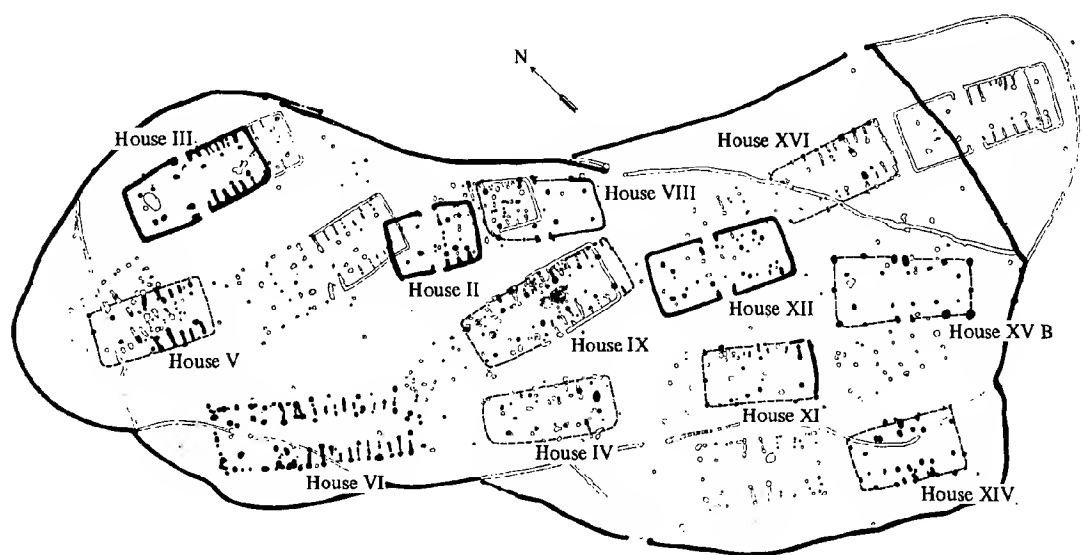 N
House III
House XVI
House VIII
House II
House XII
House XV B
House IX
House V
House XI
House IV
House VI
House XIV